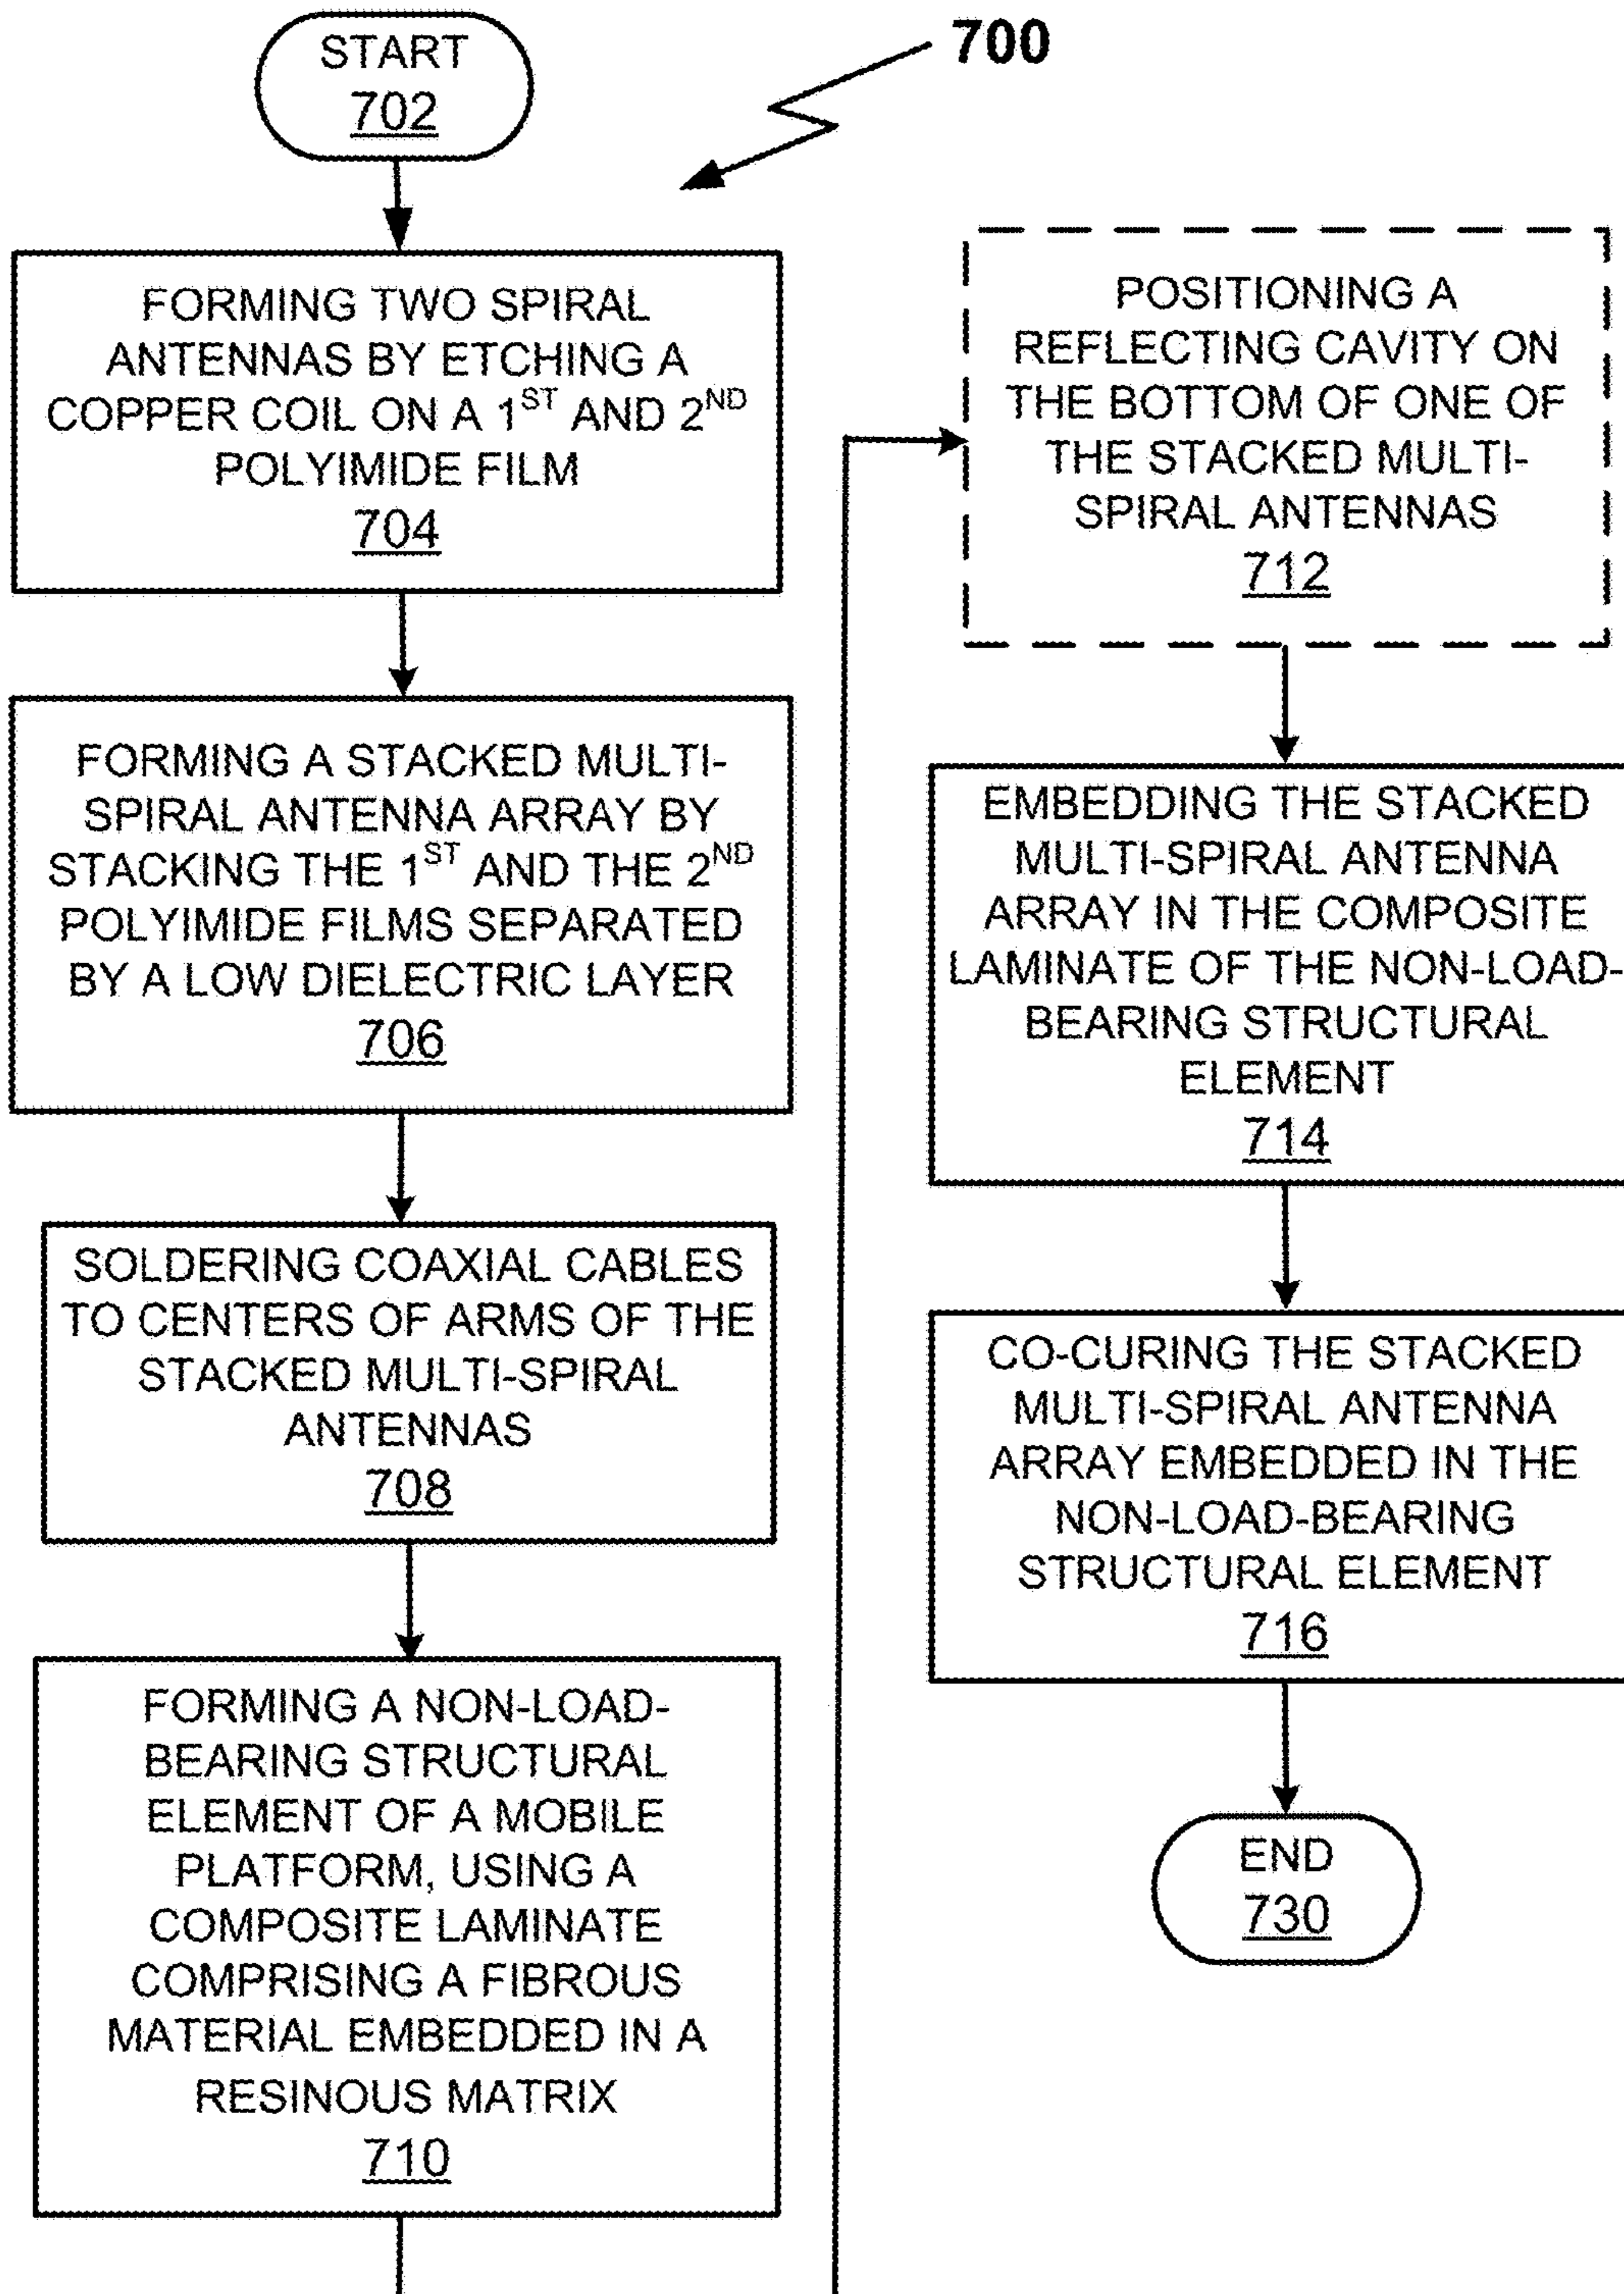 START
702
700
FORMING TWO SPIRAL
ANTENNAS BY ETCHING A
COPPER COIL ON A 1ST AND 2ND
POLYIMIDE FILM
704
FORMING A STACKED MULTI-
SPIRAL ANTENNA ARRAY BY
STACKING THE 1ST AND THE 2ND
POLYIMIDE FILMS SEPARATED
BY A LOW DIELECTRIC LAYER
706
SOLDERING COAXIAL CABLES
TO CENTERS OF ARMS OF THE
STACKED MULTI-SPIRAL
ANTENNAS
708
FORMING A NON-LOAD-
BEARING STRUCTURAL
ELEMENT OF A MOBILE
PLATFORM, USING A
COMPOSITE LAMINATE
COMPRISING A FIBROUS
MATERIAL EMBEDDED IN A
RESINOUS MATRIX
710
POSITIONING A
REFLECTING CAVITY ON
THE BOTTOM OF ONE OF
THE STACKED MULTI-
SPIRAL ANTENNAS
712
EMBEDDING THE STACKED
MULTI-SPIRAL ANTENNA
ARRAY IN THE COMPOSITE
LAMINATE OF THE NON-LOAD-
BEARING STRUCTURAL
ELEMENT
714
CO-CURING THE STACKED
MULTI-SPIRAL ANTENNA
ARRAY EMBEDDED IN THE
NON-LOAD-BEARING
STRUCTURAL ELEMENT
716
END
730